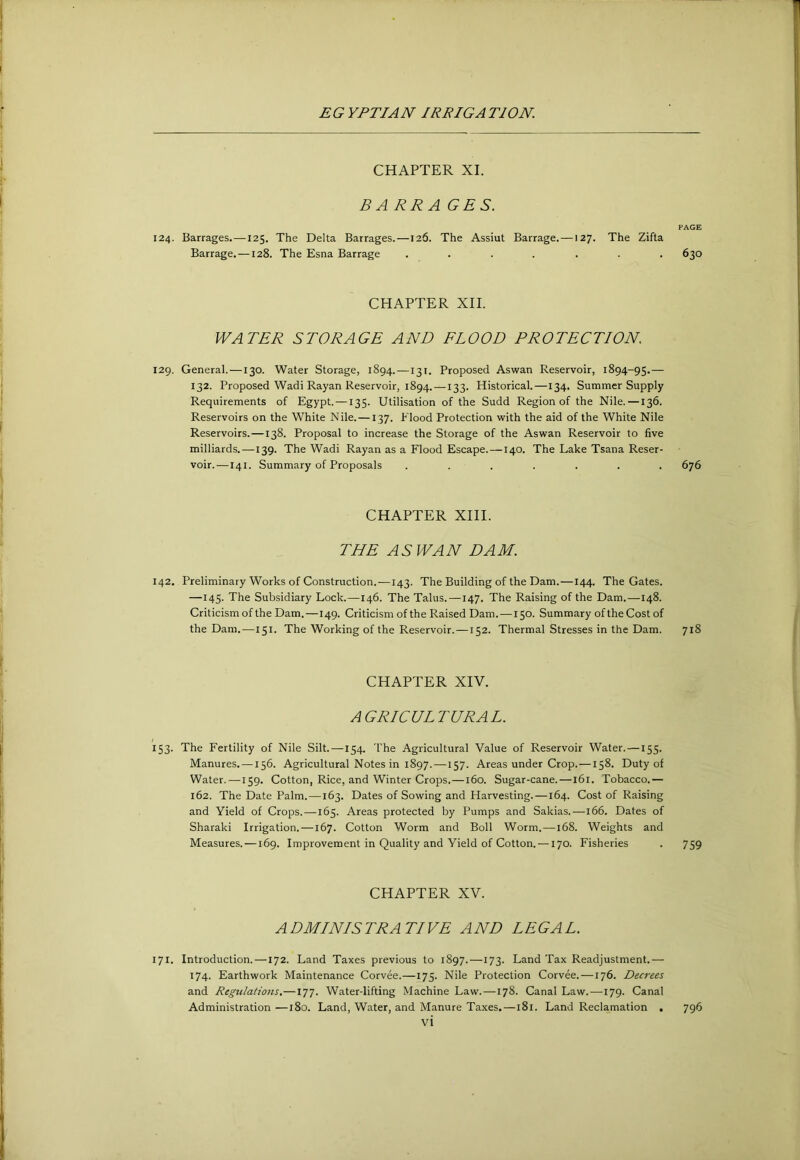 EGYPTIAN IRRIGATION.
CHAPTER XI.
BARRAGES.
PAGE
124. Barrages.—125. The Delta Barrages.—126. The Assiut Barrage.—127. The Zifta
Barrage.—128. The Esna Barrage . . . . . . . 630
CHAPTER XII.
WATER STORAGE AND FLOOD PROTECTION.
129. General.—130. Water Storage, 1894.—131. Proposed Aswan Reservoir, 1894-95.—
132. Proposed Wadi Rayan Reservoir, 1894.—133. Historical.—134. Summer Supply
Requirements of Egypt.—135. Utilisation of the Sudd Region of the Nile.—136.
Reservoirs on the White Nile.—137. Flood Protection with the aid of the White Nile
Reservoirs.—138. Proposal to increase the Storage of the Aswan Reservoir to five
milliards.—139. The Wadi Rayan as a Flood Escape.—140. The Lake Tsana Reser-
voir.—141. Summary of Proposals . . . . . . . 676
CHAPTER XIII.
THE ASWAN DAM.
142. Preliminary Works of Construction.—143. The Building of the Dam.—144. The Gates.
—145. The Subsidiary Lock.—146. The Talus.—147. The Raising of the Dam.—148.
Criticism of the Dam.—149. Criticism of the Raised Dam.—150. Summary of the Cost of
the Dam.—151. The Working of the Reservoir.—152. Thermal Stresses in the Dam. 718
CHAPTER XIV.
AGRICULTURAL.
153. The Fertility of Nile Silt.—154. The Agricultural Value of Reservoir Water.—155.
Manures.—156. Agricultural Notes in 1897.—157. Areas under Crop.—158. Duty of
Water.—159. Cotton, Rice, and Winter Crops.—160. Sugar-cane.—161. Tobacco.—
162. The Date Palm.—163. Dates of Sowing and Harvesting.—164. Cost of Raising
and Yield of Crops.—165. Areas protected by Pumps and Sakias.—166. Dates of
Sharaki Irrigation.—167. Cotton Worm and Boll Worm.—168. Weights and
Measures.—169. Improvement in Quality and Yield of Cotton.—170. Fisheries . 759
CHAPTER XV.
ADMINISTRATIVE AND LEGAL.
171. Introduction.—172. Land Taxes previous to 1897.—173. Land Tax Readjustment.—
174. Earthwork Maintenance Corvée.—175. Nile Protection Corvée.—176. Decrees
and Regulations.—177. Water-lifting Machine Law.—178. Canal Law.—179. Canal
Administration—180. Land, Water, and Manure Taxes.—181. Land Reclamation . 796
vi